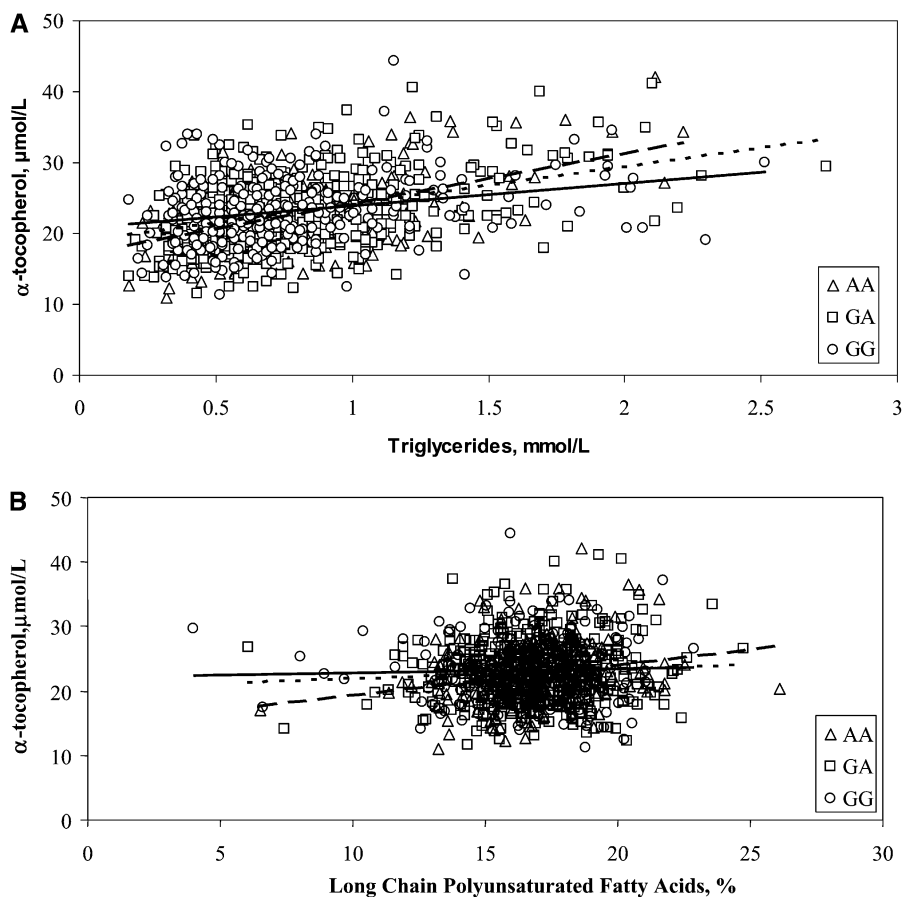 A
50
40
30
20
10
0
α-tocopherol, μmol/L
0 0.5 1 1.5 2 2.5 3
Triglycerides, mmol/L
AA
GA
GG
B
50
40
30
20
10
0
α-tocopherol,μmol/L
0 5 10 15 20 25 30
Long Chain Polyunsaturated Fatty Acids, %
AA
GA
GG